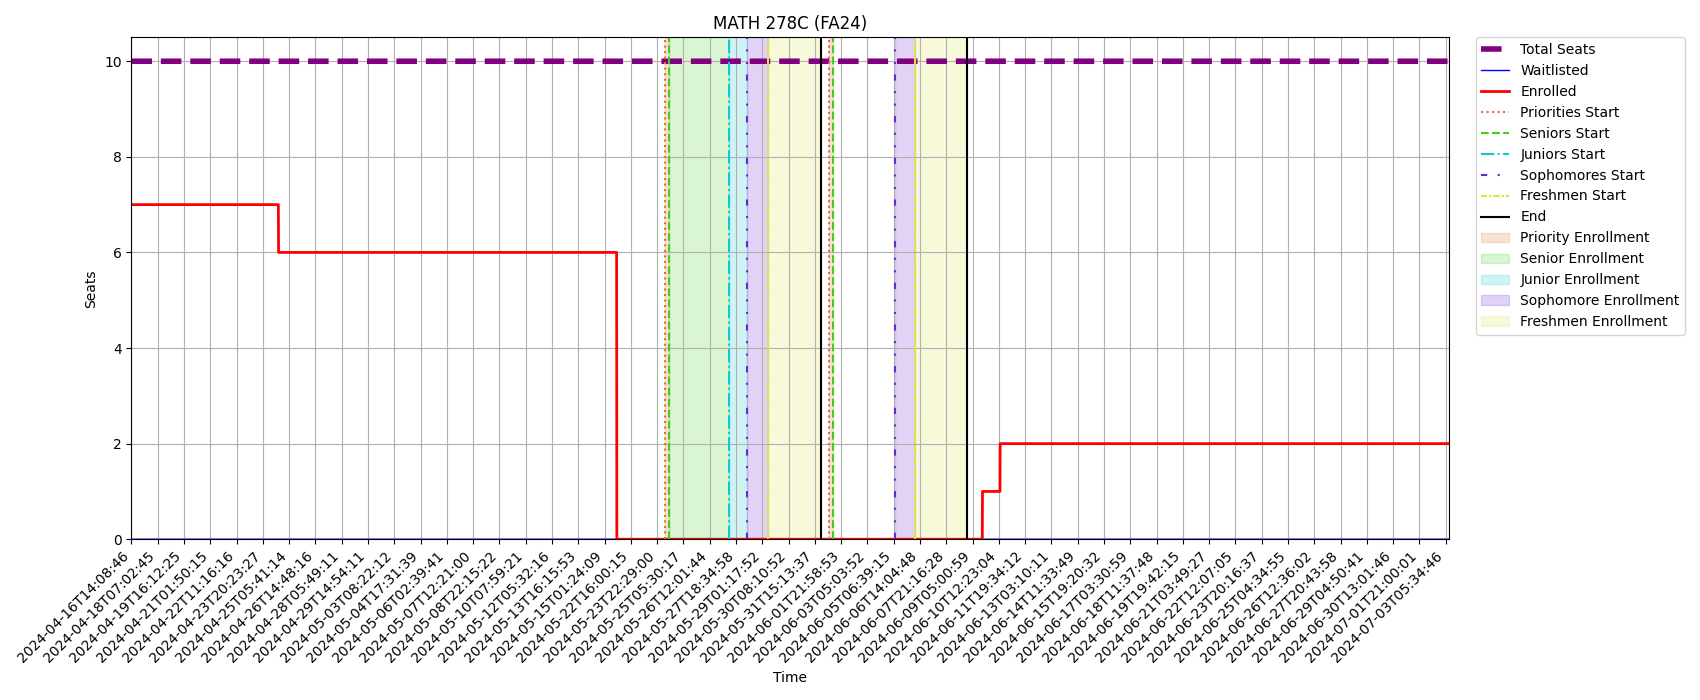 MATH 278C (FA24)
Seats
10
8
6
4
2
0
2024-04-16T14:08:46
2024-04-18T07:02:45
2024-04-19T16:12:25
2024-04-21T01:50:15
2024-04-22T11:16:16
2024-04-23T20:23:27
2024-04-25T05:41:14
2024-04-26T14:48:16
2024-04-28T05:49:11
2024-04-29T14:54:11
2024-05-03T08:22:12
2024-05-04T17:31:39
2024-05-06T02:39:41
2024-05-07T12:21:00
2024-05-08T22:15:22
2024-05-10T07:59:21
2024-05-12T05:32:16
2024-05-13T16:15:53
2024-05-15T01:24:09
2024-05-22T16:00:15
2024-05-23T22:29:00
2024-05-25T05:30:17
2024-05-26T12:01:44
2024-05-27T18:34:58
2024-05-29T01:17:52
2024-05-30T08:10:52
2024-05-31T15:13:37
2024-06-01T21:58:53
2024-06-03T05:03:52
2024-06-05T06:39:15
2024-06-06T14:04:48
2024-06-07T21:16:28
2024-06-09T05:00:59
2024-06-10T12:23:04
2024-06-11T19:34:12
2024-06-13T03:10:11
2024-06-14T11:33:49
2024-06-15T19:20:32
2024-06-17T03:30:59
2024-06-18T11:37:48
2024-06-19T19:42:15
2024-06-21T03:49:27
2024-06-22T12:07:05
2024-06-23T20:16:37
2024-06-25T04:34:55
2024-06-26T12:36:02
2024-06-27T20:43:58
2024-06-29T04:50:41
2024-06-30T13:01:46
2024-07-01T21:00:01
2024-07-03T05:34:46
Time
Total Seats
Waitlisted
Enrolled
Priorities Start
Seniors Start
Juniors Start
Sophomores Start
Freshmen Start
End
Priority Enrollment
Senior Enrollment
Junior Enrollment
Sophomore Enrollment
Freshmen Enrollment